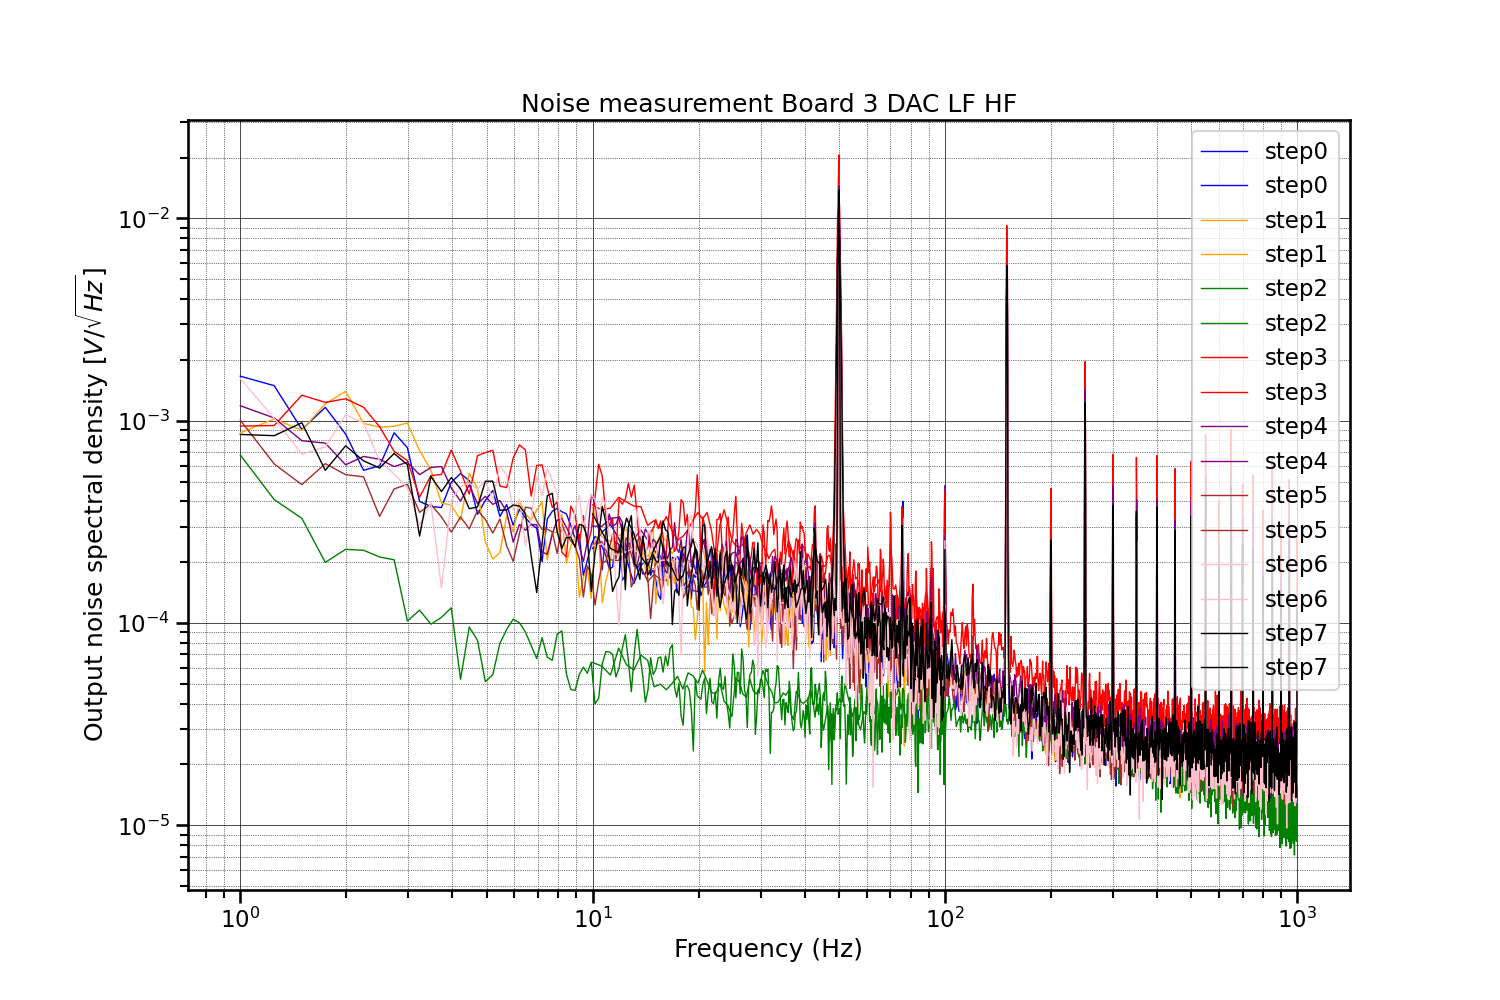 Noise measurement Board 3 DAC LF HF
Output noise spectral density [V/√Hz]
10⁻²
10⁻³
10⁻⁴
10⁻⁵
step0
step0
step1
step1
step2
step2
step3
step3
step4
step4
step5
step5
step6
step6
step7
step7
10⁰
10¹
10²
10³
Frequency (Hz)